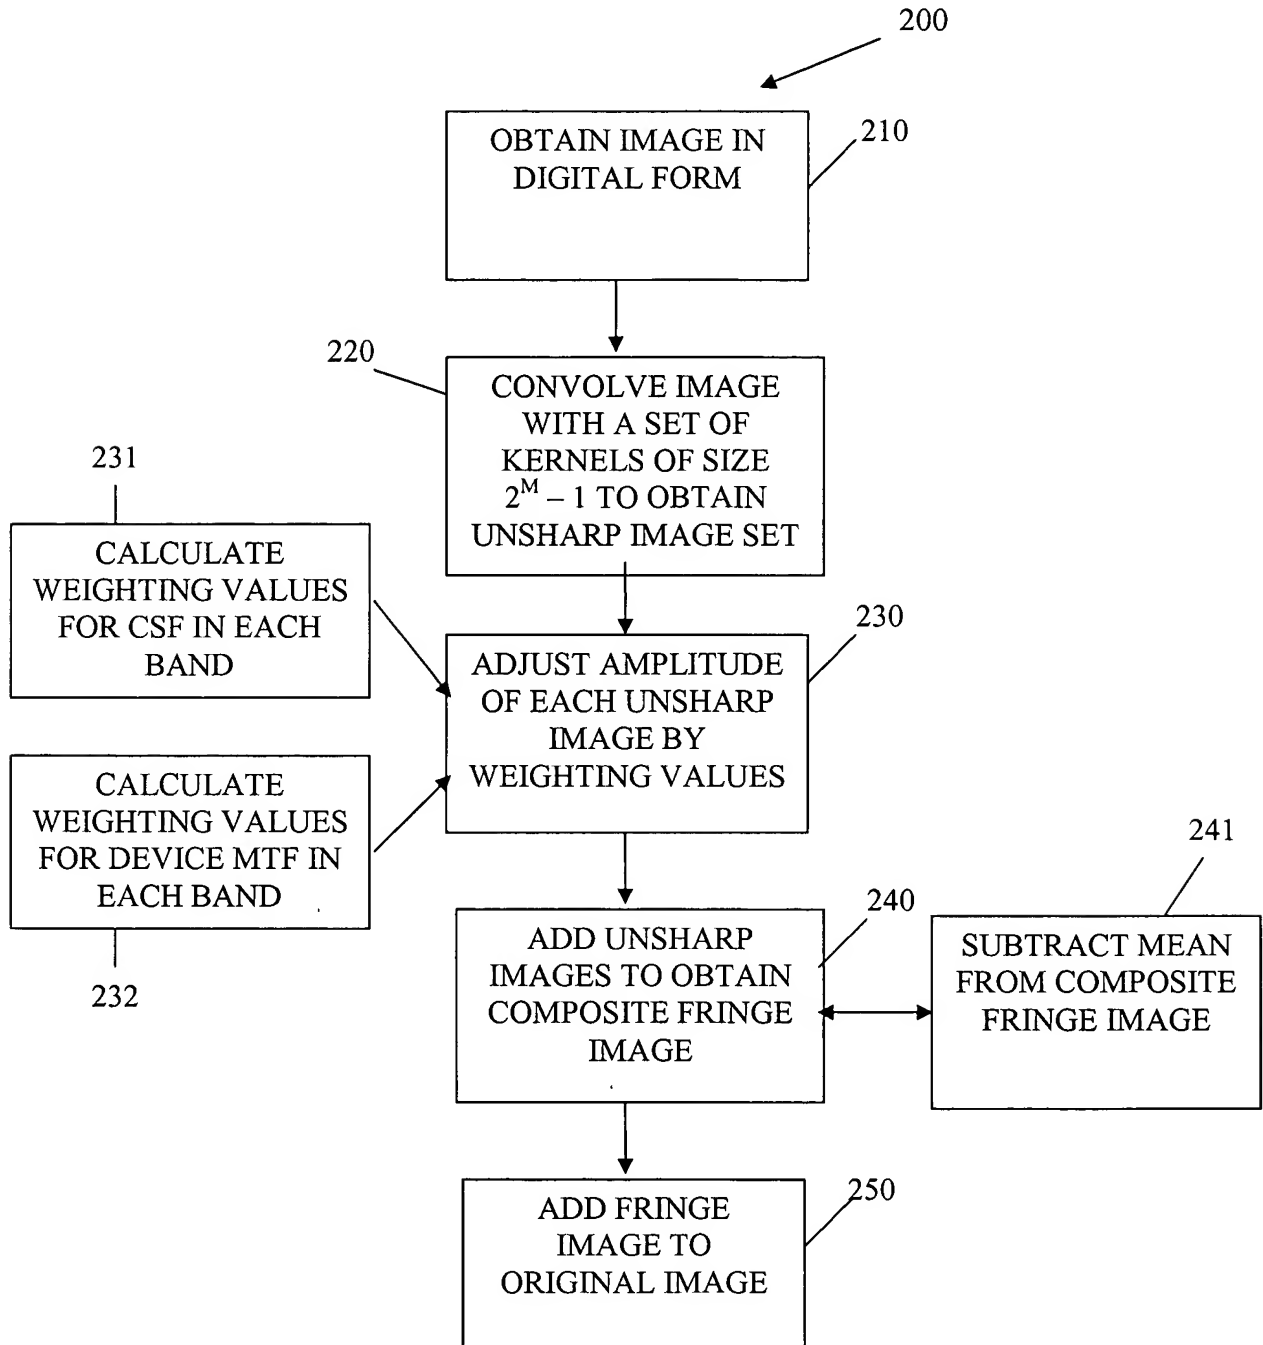 200
OBTAIN IMAGE IN
DIGITAL FORM
210
220
CONVOLVE IMAGE
WITH A SET OF
KERNELS OF SIZE
2^M – 1 TO OBTAIN
UNSHARP IMAGE SET
231
CALCULATE
WEIGHTING VALUES
FOR CSF IN EACH
BAND
230
ADJUST AMPLITUDE
OF EACH UNSHARP
IMAGE BY
WEIGHTING VALUES
CALCULATE
WEIGHTING VALUES
FOR DEVICE MTF IN
EACH BAND
232
240
ADD UNSHARP
IMAGES TO OBTAIN
COMPOSITE FRINGE
IMAGE
241
SUBTRACT MEAN
FROM COMPOSITE
FRINGE IMAGE
250
ADD FRINGE
IMAGE TO
ORIGINAL IMAGE